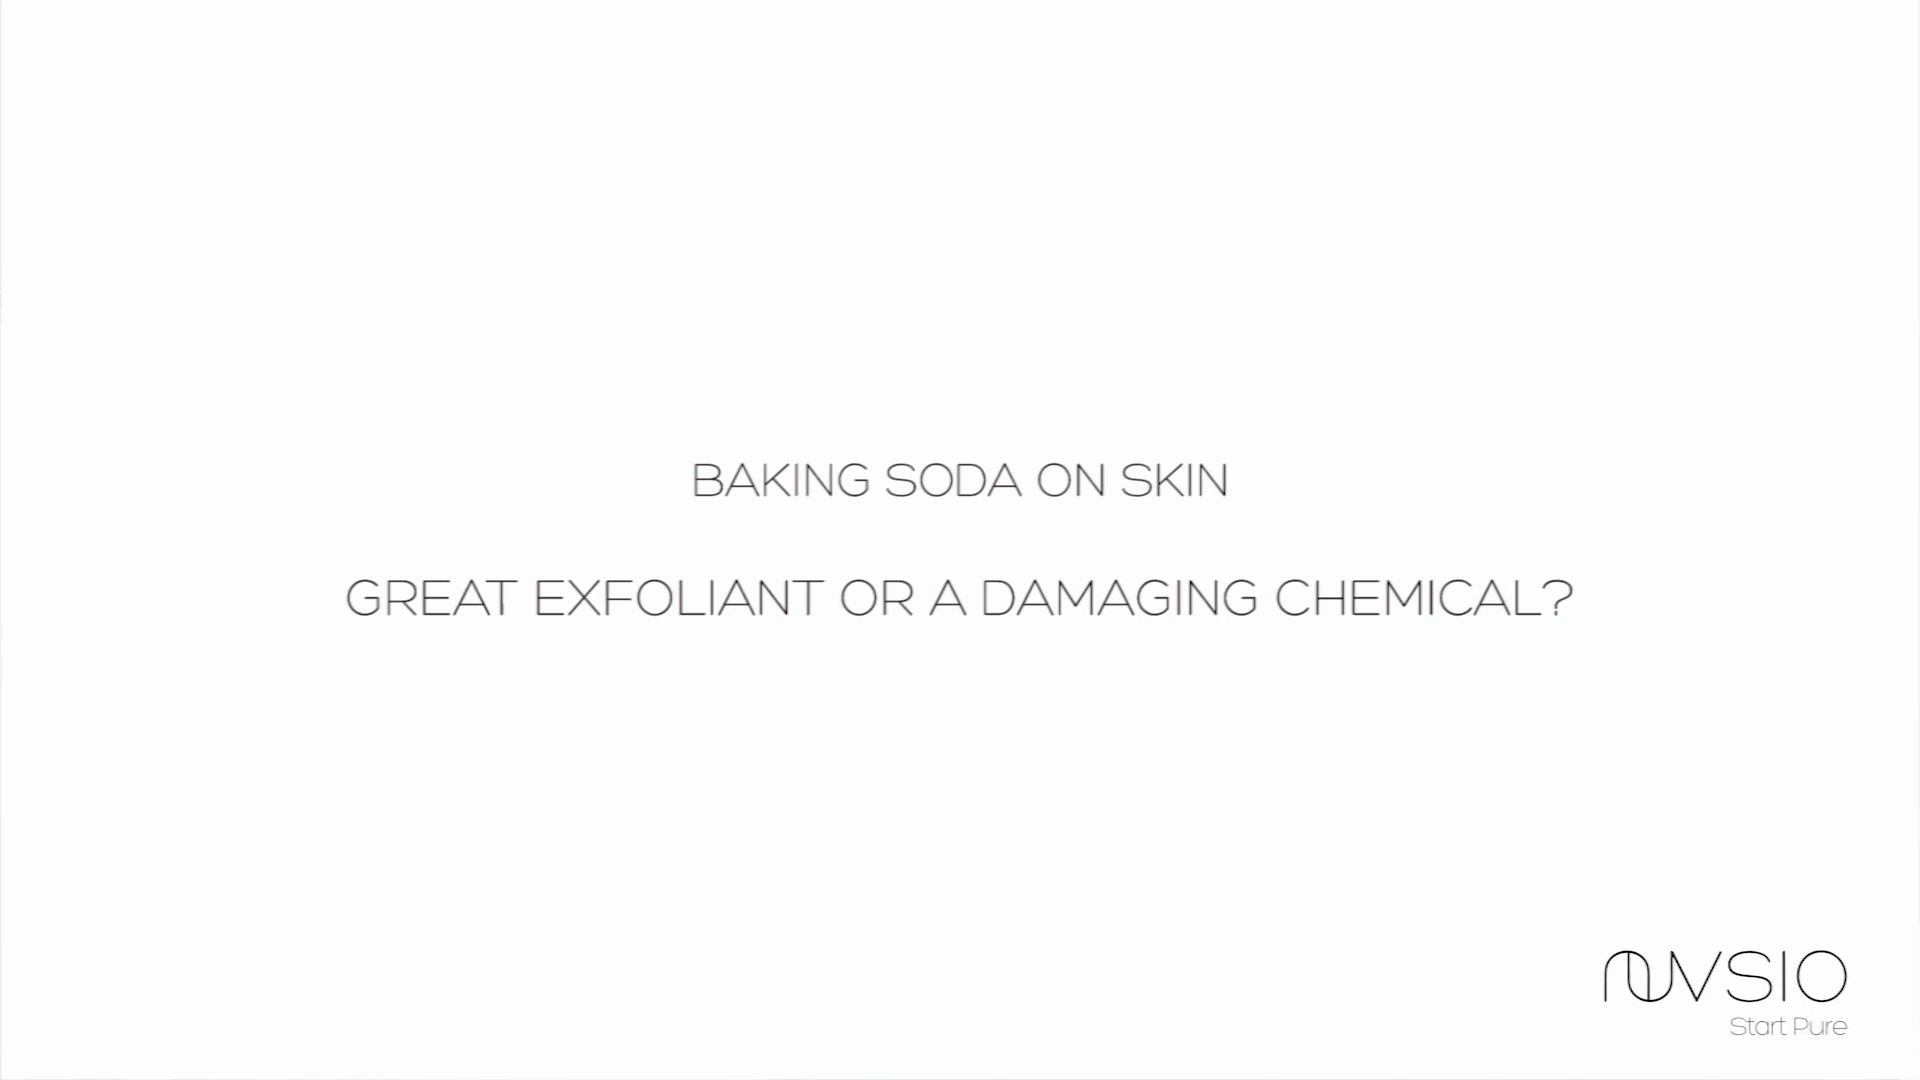 BAKING SODA ON SKIN
GREAT EXFOLIANT OR A DAMAGING CHEMICAL?
NUVSIO
Start Pure